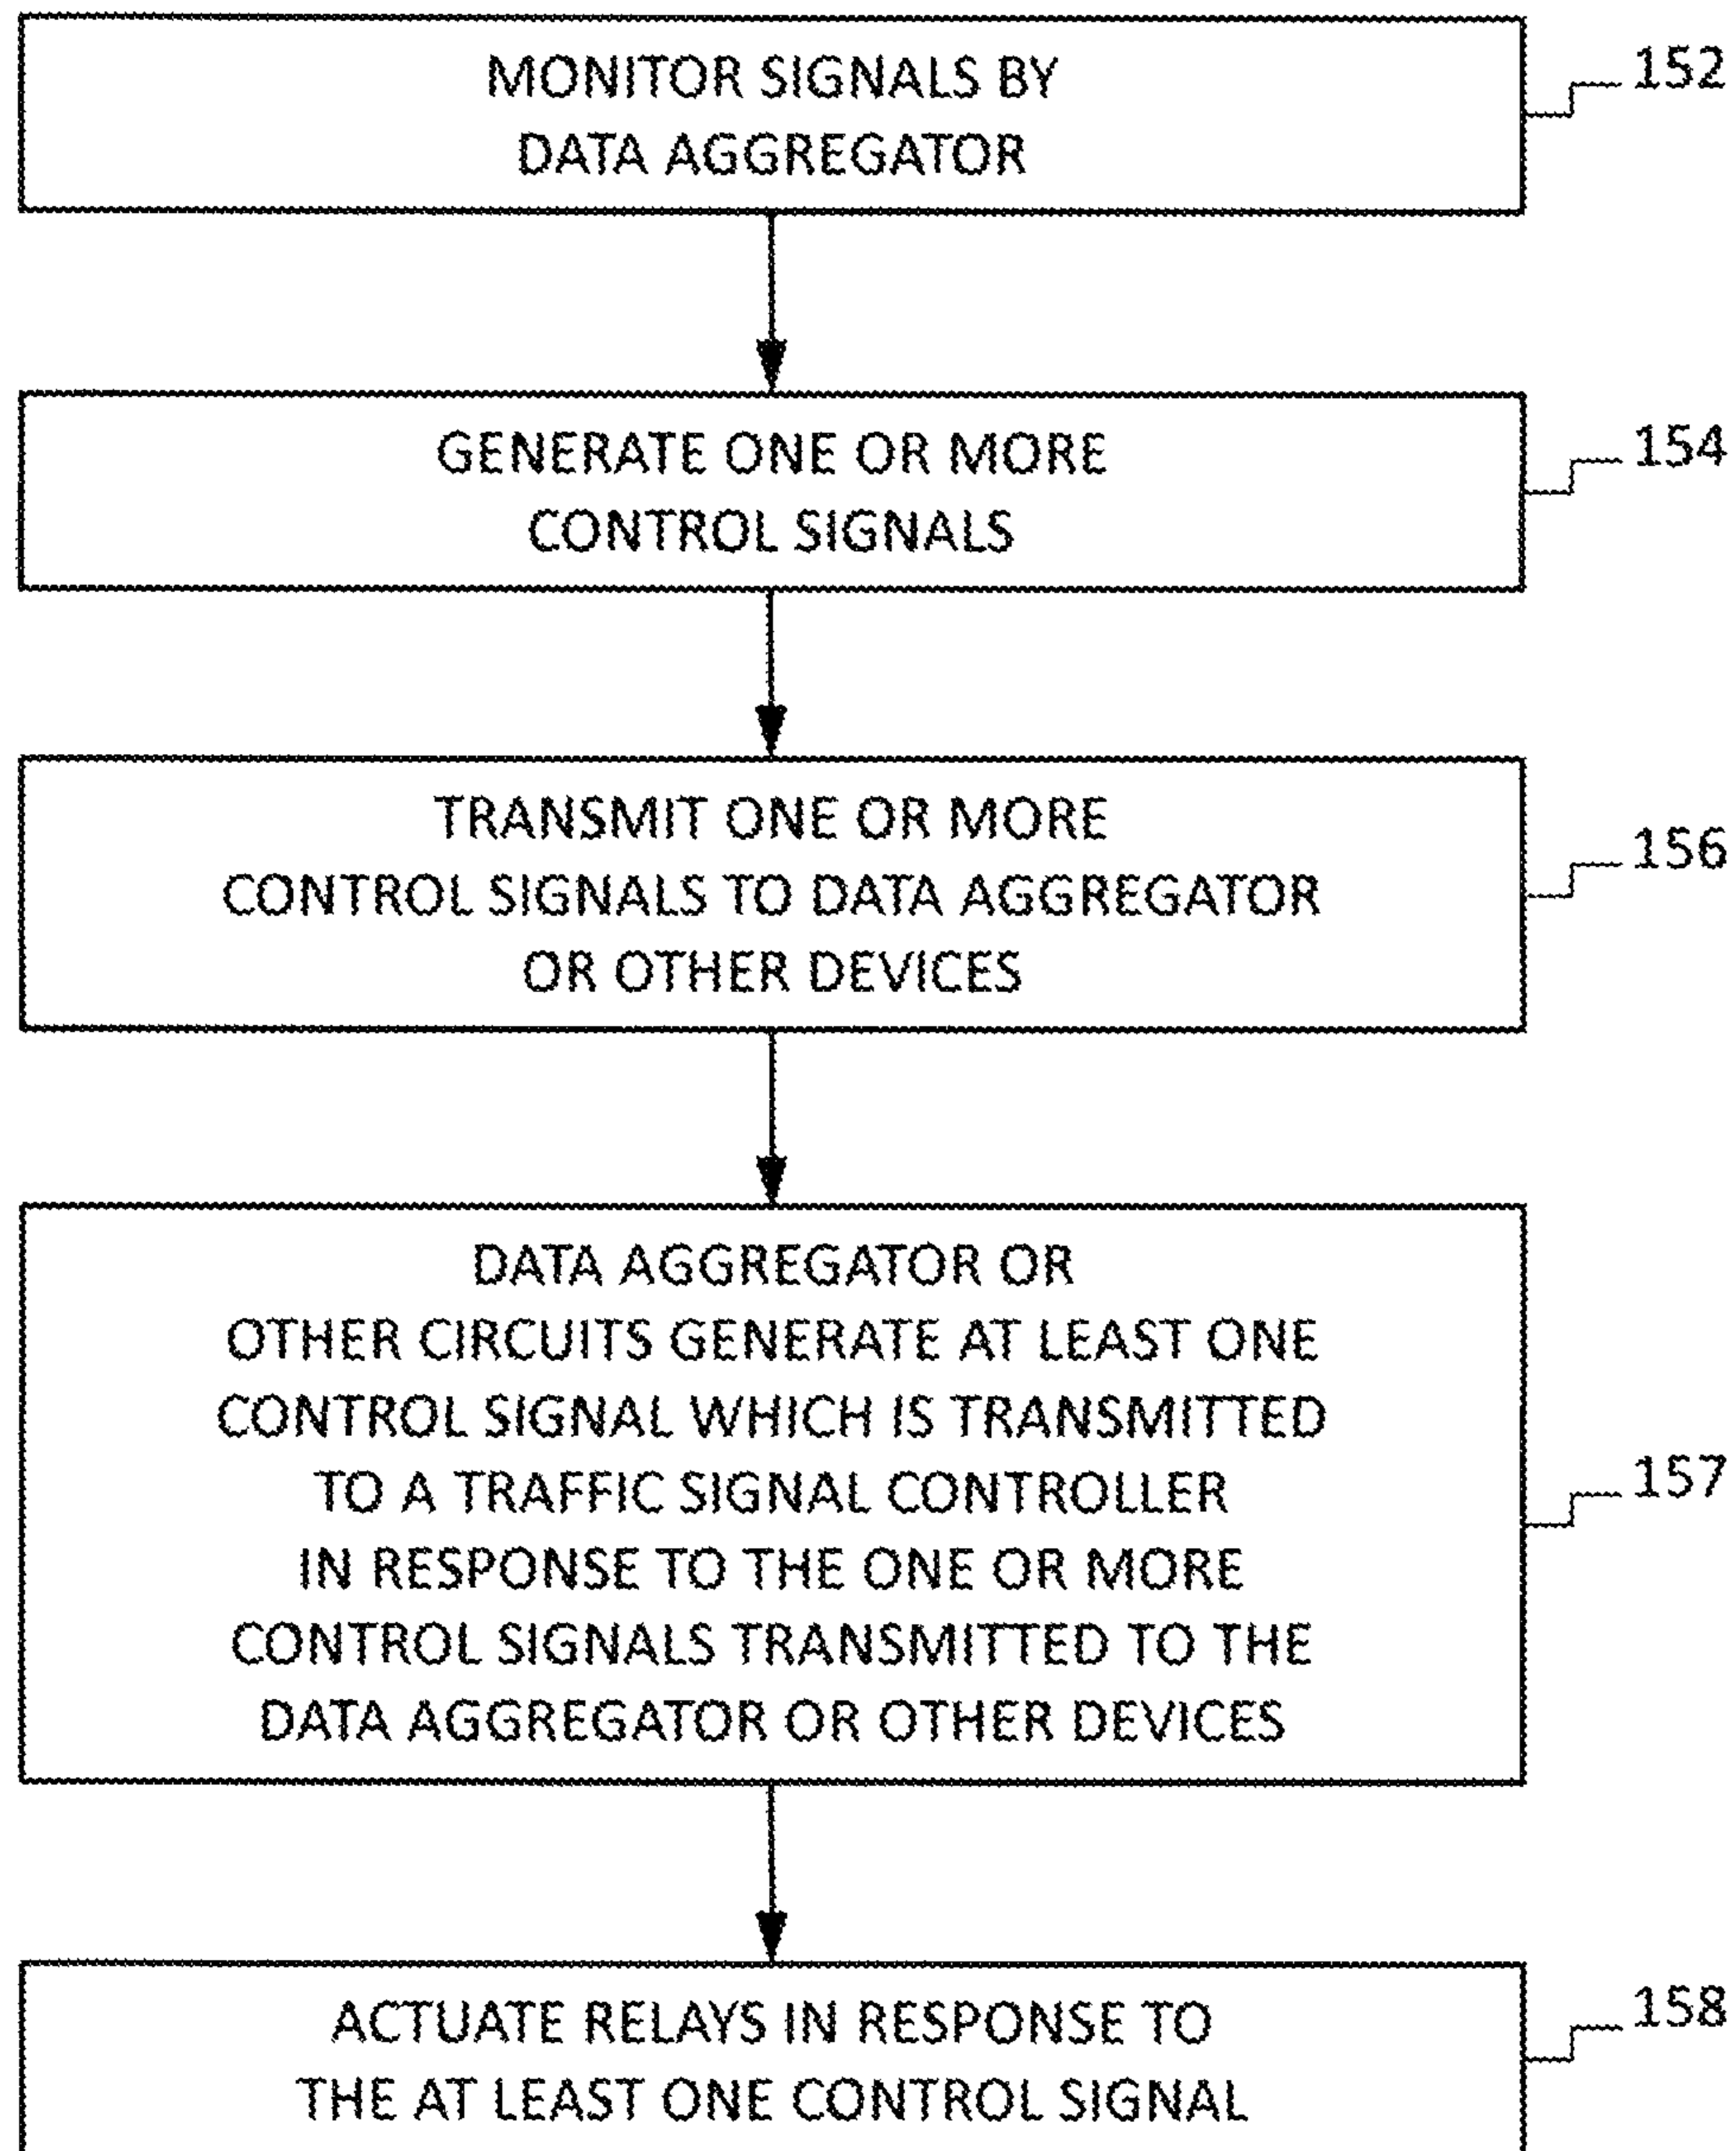 MONITOR SIGNALS BY
DATA AGGREGATOR
152
GENERATE ONE OR MORE
CONTROL SIGNALS
154
TRANSMIT ONE OR MORE
CONTROL SIGNALS TO DATA AGGREGATOR
OR OTHER DEVICES
156
DATA AGGREGATOR OR
OTHER CIRCUITS GENERATE AT LEAST ONE
CONTROL SIGNAL WHICH IS TRANSMITTED
TO A TRAFFIC SIGNAL CONTROLLER
IN RESPONSE TO THE ONE OR MORE
CONTROL SIGNALS TRANSMITTED TO THE
DATA AGGREGATOR OR OTHER DEVICES
157
ACTUATE RELAYS IN RESPONSE TO
THE AT LEAST ONE CONTROL SIGNAL
158